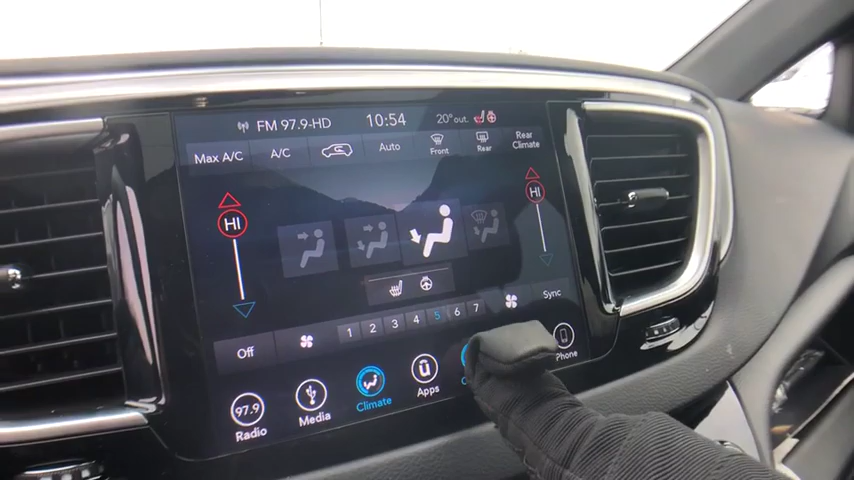 FM 97.9-HD 10:54 20° out.
Max A/C A/C Auto Front Rear Rear Climate
HI HI
1 2 3 4 5 6 7 Sync
Off
97.9
Radio Media Climate Apps Phone